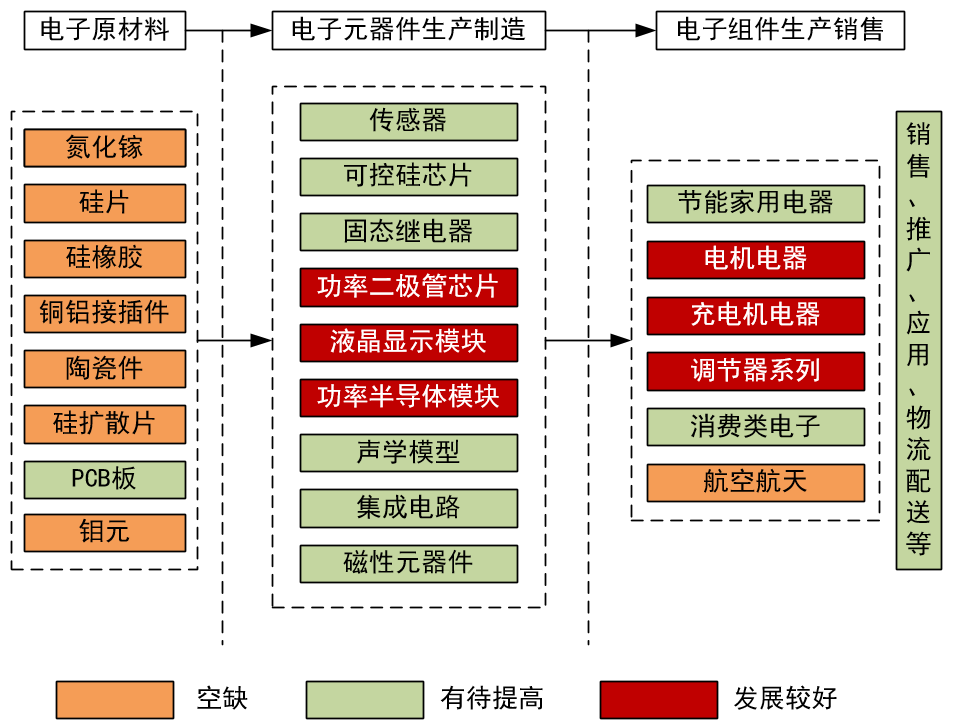 电子原材料
电子元器件生产制造
电子组件生产销售
氮化镓
硅片
硅橡胶
铜铝接插件
陶瓷件
硅扩散片
PCB板
钼元
传感器
可控硅芯片
固态继电器
功率二极管芯片
液晶显示模块
功率半导体模块
声学模型
集成电路
磁性元器件
节能家用电器
电机电器
充电机电器
调节器系列
消费类电子
航空航天
销售、推广、应用、物流配送等
空缺
有待提高
发展较好